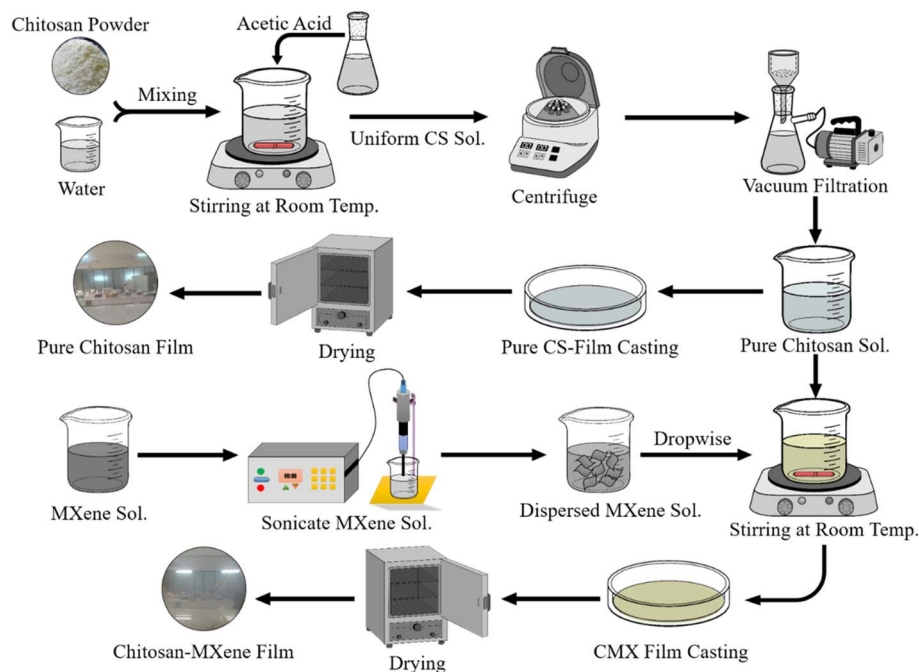 Chitosan Powder
Acetic Acid
Mixing
Water
Stirring at Room Temp.
Uniform CS Sol.
Centrifuge
Vacuum Filtration
Pure Chitosan Film
Drying
Pure CS-Film Casting
Pure Chitosan Sol.
MXene Sol.
00:00
Sonicate MXene Sol.
Dispersed MXene Sol.
Dropwise
Stirring at Room Temp.
Chitosan-MXene Film
Drying
CMX Film Casting